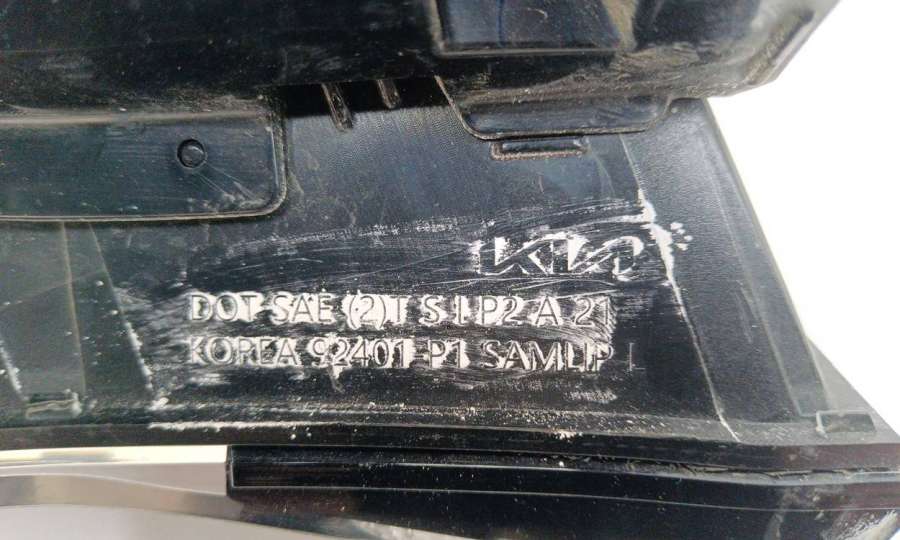 KIA
DOT SAE (2)T S I P2 A 21
KOREA 92401-P1 SAMLIP L